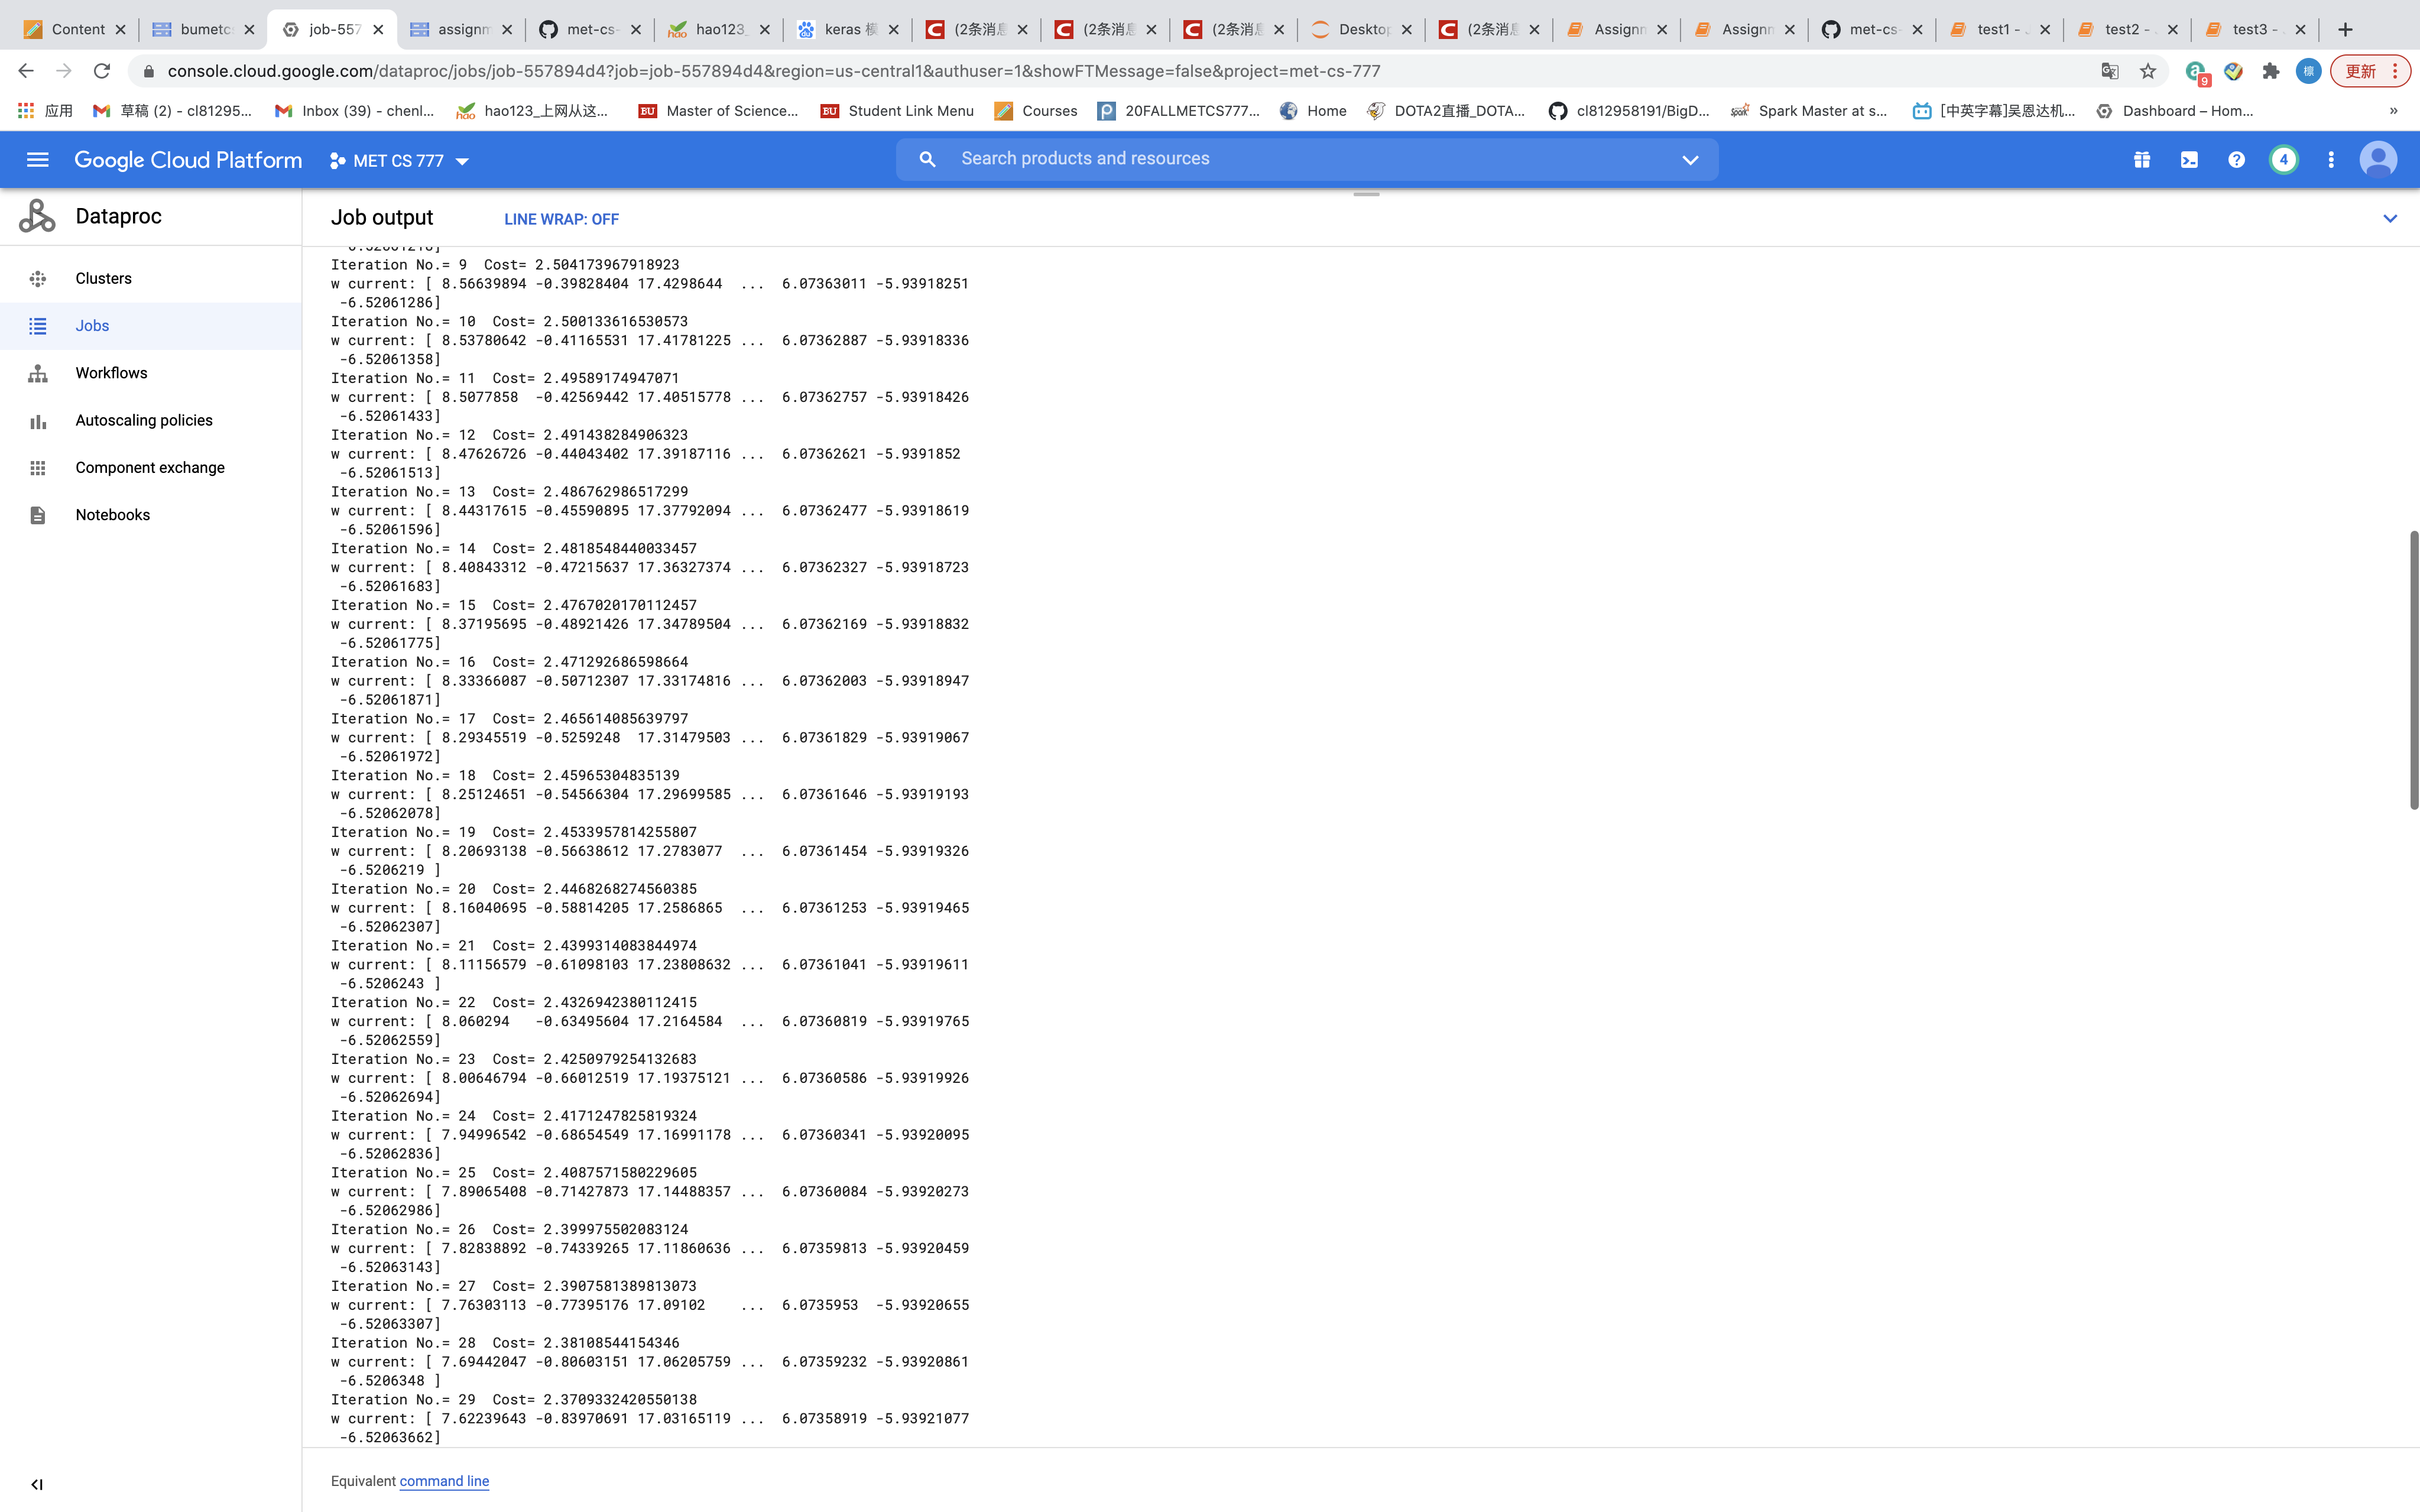 Content
bumetc
job-557
assignm
met-cs-
hao123_
keras 模
(2条消息
(2条消息
(2条消息
Desktop
(2条消息
Assignm
Assignm
met-cs-
test1 - J
test2 -
test3 -
console.cloud.google.com/dataproc/jobs/job-557894d4?job=job-557894d4&region=us-central1&authuser=1&showFTMessage=false&project=met-cs-777
9
更新
应用
草稿 (2) - cl81295...
Inbox (39) - chenl...
hao123_上网从这...
BU Master of Science...
BU Student Link Menu
Courses
20FALLMETCS777...
Home
DOTA2直播_DOTA...
cl812958191/BigD...
Spark Master at s...
[中英字幕]吴恩达机...
Dashboard – Hom...
»
Google Cloud Platform
MET CS 777
Search products and resources
4
Dataproc
Clusters
Jobs
Workflows
Autoscaling policies
Component exchange
Notebooks
Job output
LINE WRAP: OFF
Iteration No.= 9  Cost= 2.504173967918923
w current: [ 8.56639894 -0.39828404 17.4298644  ...  6.07363011 -5.93918251
-6.52061286]
Iteration No.= 10  Cost= 2.500133616530573
w current: [ 8.53780642 -0.41165531 17.41781225 ...  6.07362887 -5.93918336
-6.52061358]
Iteration No.= 11  Cost= 2.49589174947071
w current: [ 8.5077858  -0.42569442 17.40515778 ...  6.07362757 -5.93918426
-6.52061433]
Iteration No.= 12  Cost= 2.491438284906323
w current: [ 8.47626726 -0.44043402 17.39187116 ...  6.07362621 -5.9391852
-6.52061513]
Iteration No.= 13  Cost= 2.486762986517299
w current: [ 8.44317615 -0.45590895 17.37792094 ...  6.07362477 -5.93918619
-6.52061596]
Iteration No.= 14  Cost= 2.4818548440033457
w current: [ 8.40843312 -0.47215637 17.36327374 ...  6.07362327 -5.93918723
-6.52061683]
Iteration No.= 15  Cost= 2.4767020170112457
w current: [ 8.37195695 -0.48921426 17.34789504 ...  6.07362169 -5.93918832
-6.52061775]
Iteration No.= 16  Cost= 2.471292686598664
w current: [ 8.33366087 -0.50712307 17.33174816 ...  6.07362003 -5.93918947
-6.52061871]
Iteration No.= 17  Cost= 2.465614085639797
w current: [ 8.29345519 -0.5259248  17.31479503 ...  6.07361829 -5.93919067
-6.52061972]
Iteration No.= 18  Cost= 2.45965304835139
w current: [ 8.25124651 -0.54566304 17.29699585 ...  6.07361646 -5.93919193
-6.52062078]
Iteration No.= 19  Cost= 2.4533957814255807
w current: [ 8.20693138 -0.56638612 17.2783077  ...  6.07361454 -5.93919326
-6.5206219 ]
Iteration No.= 20  Cost= 2.4468268274560385
w current: [ 8.16040695 -0.58814205 17.2586865  ...  6.07361253 -5.93919465
-6.52062307]
Iteration No.= 21  Cost= 2.4399314083844974
w current: [ 8.11156579 -0.61098103 17.23808632 ...  6.07361041 -5.93919611
-6.5206243 ]
Iteration No.= 22  Cost= 2.4326942380112415
w current: [ 8.060294   -0.63495604 17.2164584  ...  6.07360819 -5.93919765
-6.52062559]
Iteration No.= 23  Cost= 2.4250979254132683
w current: [ 8.00646794 -0.66012519 17.19375121 ...  6.07360586 -5.93919926
-6.52062694]
Iteration No.= 24  Cost= 2.4171247825819324
w current: [ 7.94996542 -0.68654549 17.16991178 ...  6.07360341 -5.93920095
-6.52062836]
Iteration No.= 25  Cost= 2.4087571580229605
w current: [ 7.89065408 -0.71427873 17.14488357 ...  6.07360084 -5.93920273
-6.52062986]
Iteration No.= 26  Cost= 2.399975502083124
w current: [ 7.82838892 -0.74339265 17.11860636 ...  6.07359813 -5.93920459
-6.52063143]
Iteration No.= 27  Cost= 2.3907581389813073
w current: [ 7.76303113 -0.77395176 17.09102    ...  6.0735953  -5.93920655
-6.52063307]
Iteration No.= 28  Cost= 2.38108544154346
w current: [ 7.69442047 -0.80603151 17.06205759 ...  6.07359232 -5.93920861
-6.5206348 ]
Iteration No.= 29  Cost= 2.3709332420550138
w current: [ 7.62239643 -0.83970691 17.03165119 ...  6.07358919 -5.93921077
-6.52063662]
Equivalent command line